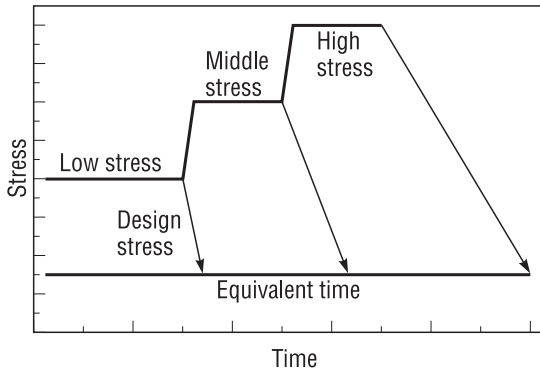 High
stress
Middle
stress
Low stress
Design
stress
Equivalent time
Stress
Time